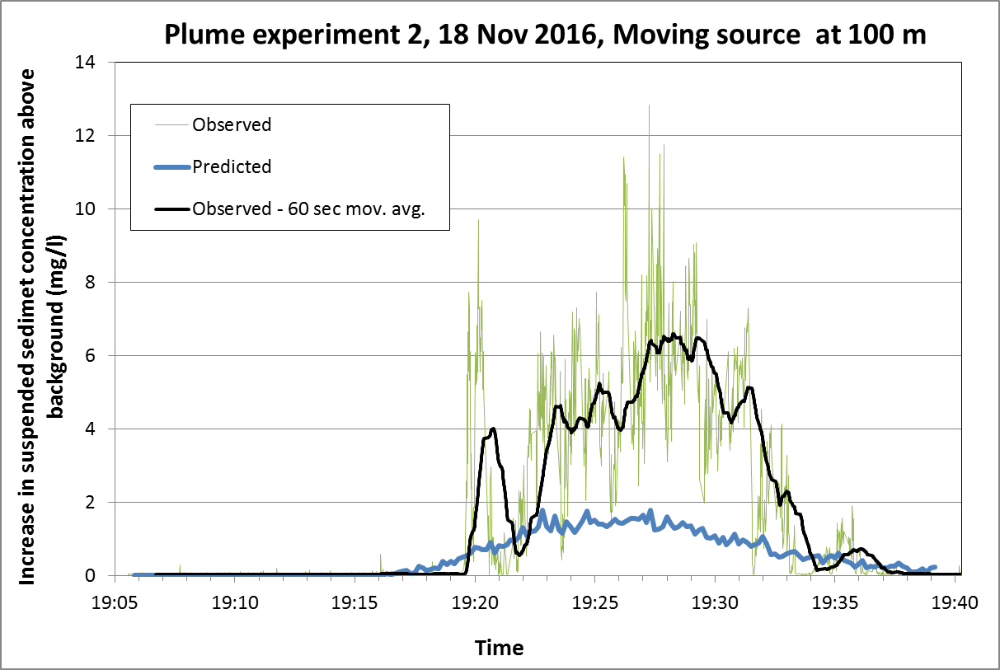 Plume experiment 2, 18 Nov 2016, Moving source at 100 m
Increase in suspended sedimet concentration above
background (mg/l)
14
12
10
8
6
4
2
0
Observed
Predicted
Observed - 60 sec mov. avg.
19:05 19:10 19:15 19:20 19:25 19:30 19:35 19:40
Time